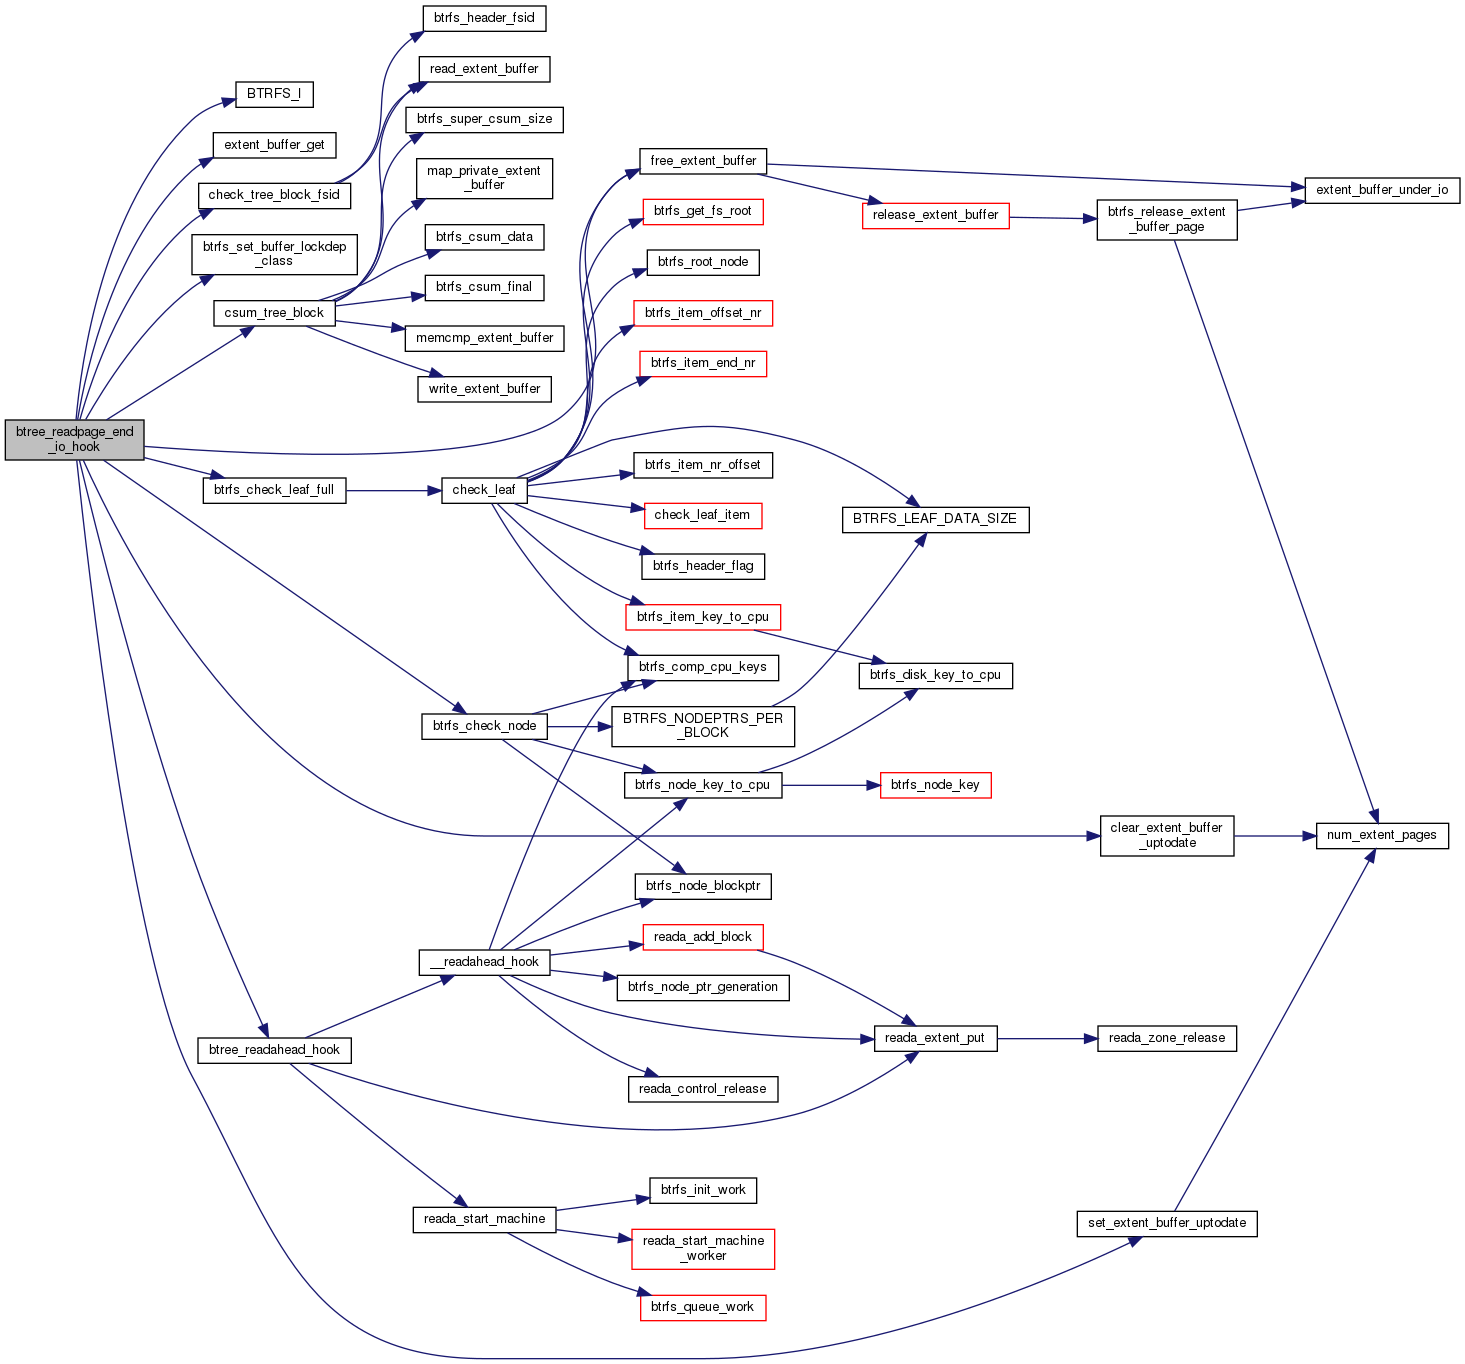 btree_readpage_end
_io_hook
BTRFS_I
extent_buffer_get
check_tree_block_fsid
btrfs_set_buffer_lockdep
_class
csum_tree_block
btrfs_check_leaf_full
btree_readahead_hook
btrfs_header_fsid
read_extent_buffer
btrfs_super_csum_size
map_private_extent
_buffer
btrfs_csum_data
btrfs_csum_final
memcmp_extent_buffer
write_extent_buffer
check_leaf
btrfs_check_node
__readahead_hook
reada_start_machine
free_extent_buffer
btrfs_get_fs_root
btrfs_root_node
btrfs_item_offset_nr
btrfs_item_end_nr
btrfs_item_nr_offset
check_leaf_item
btrfs_header_flag
btrfs_item_key_to_cpu
btrfs_comp_cpu_keys
BTRFS_NODEPTRS_PER
_BLOCK
btrfs_node_key_to_cpu
btrfs_node_blockptr
reada_add_block
btrfs_node_ptr_generation
reada_control_release
btrfs_init_work
reada_start_machine
_worker
btrfs_queue_work
release_extent_buffer
BTRFS_LEAF_DATA_SIZE
btrfs_disk_key_to_cpu
btrfs_node_key
reada_extent_put
btrfs_release_extent
_buffer_page
clear_extent_buffer
_uptodate
reada_zone_release
set_extent_buffer_uptodate
extent_buffer_under_io
num_extent_pages